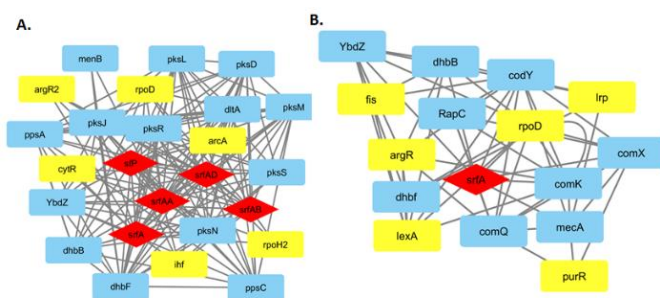 A.
B.
menB
pksL
pksD
argR2
rpoD
dltA
pksM
ppsA
pksJ
pksR
arcA
cytR
sfP
srfAD
pksS
YbdZ
srfAA
srfAB
dhbB
srfA
pksN
rpoH2
dhbF
ihf
ppsC
YbdZ
dhbB
codY
fis
RapC
rpoD
lrp
argR
srfA
comX
dhbf
comK
lexA
comQ
mecA
purR